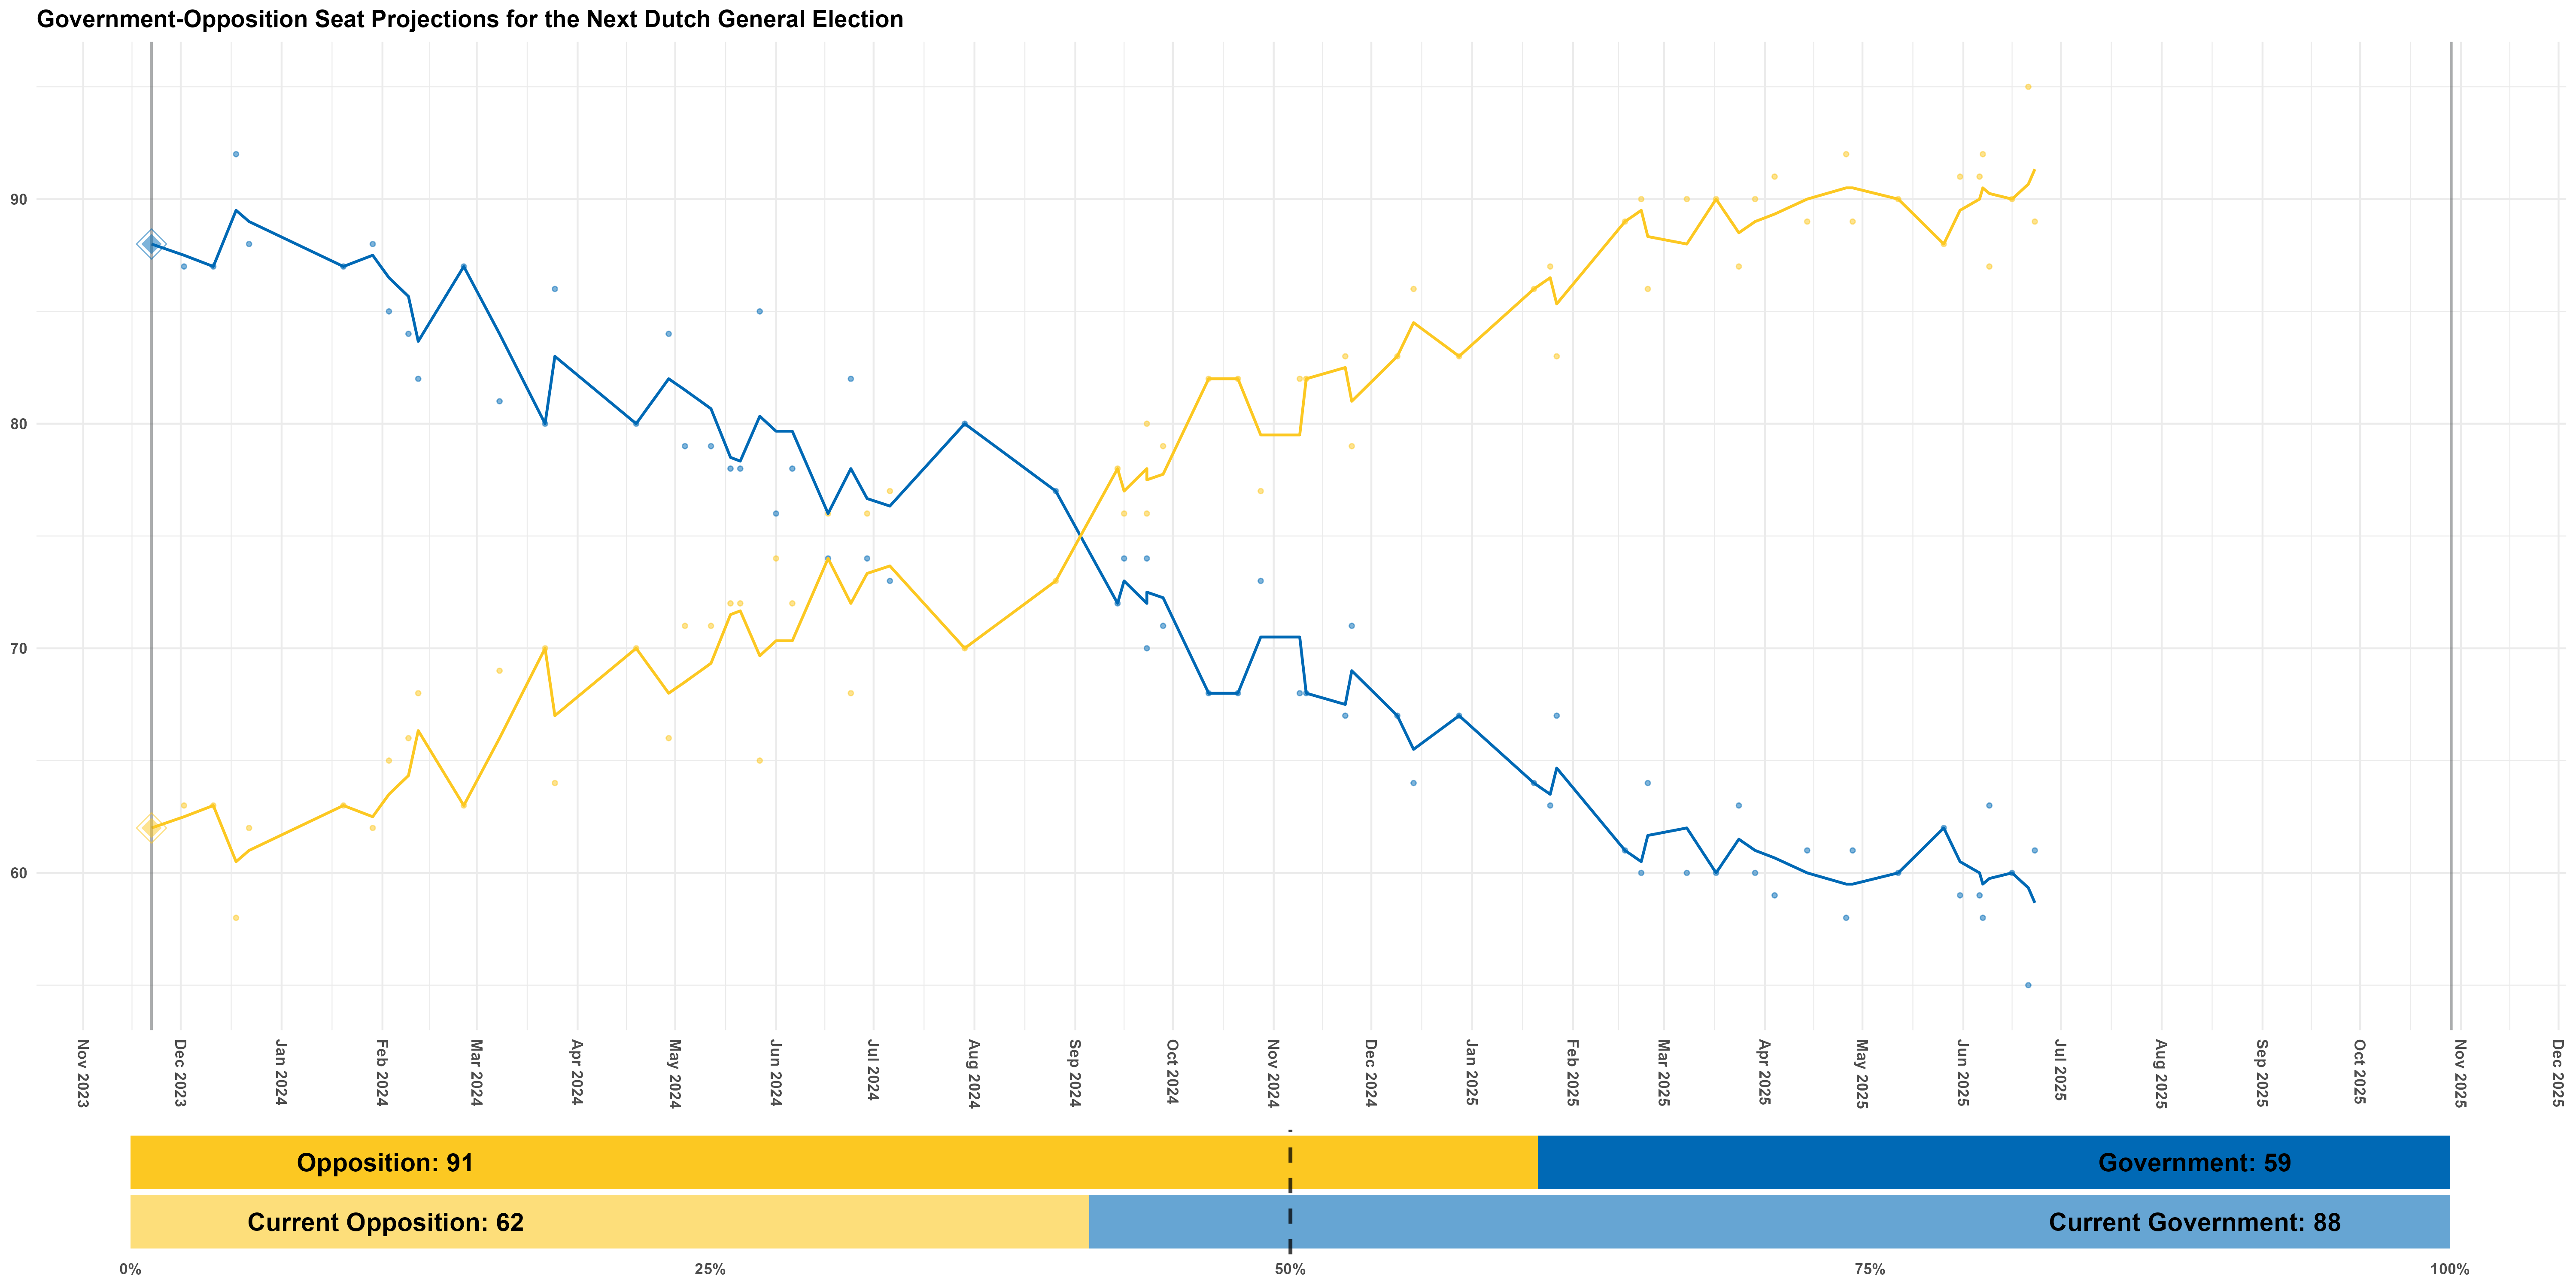 Government-Opposition Seat Projections for the Next Dutch General Election
90
80
70
60
Nov 2023
Dec 2023
Jan 2024
Feb 2024
Mar 2024
Apr 2024
May 2024
Jun 2024
Jul 2024
Aug 2024
Sep 2024
Oct 2024
Nov 2024
Dec 2024
Jan 2025
Feb 2025
Mar 2025
Apr 2025
May 2025
Jun 2025
Jul 2025
Aug 2025
Sep 2025
Oct 2025
Nov 2025
Dec 2025
Opposition: 91 Government: 59
Current Opposition: 62 Current Government: 88
0% 25% 50% 75% 100%